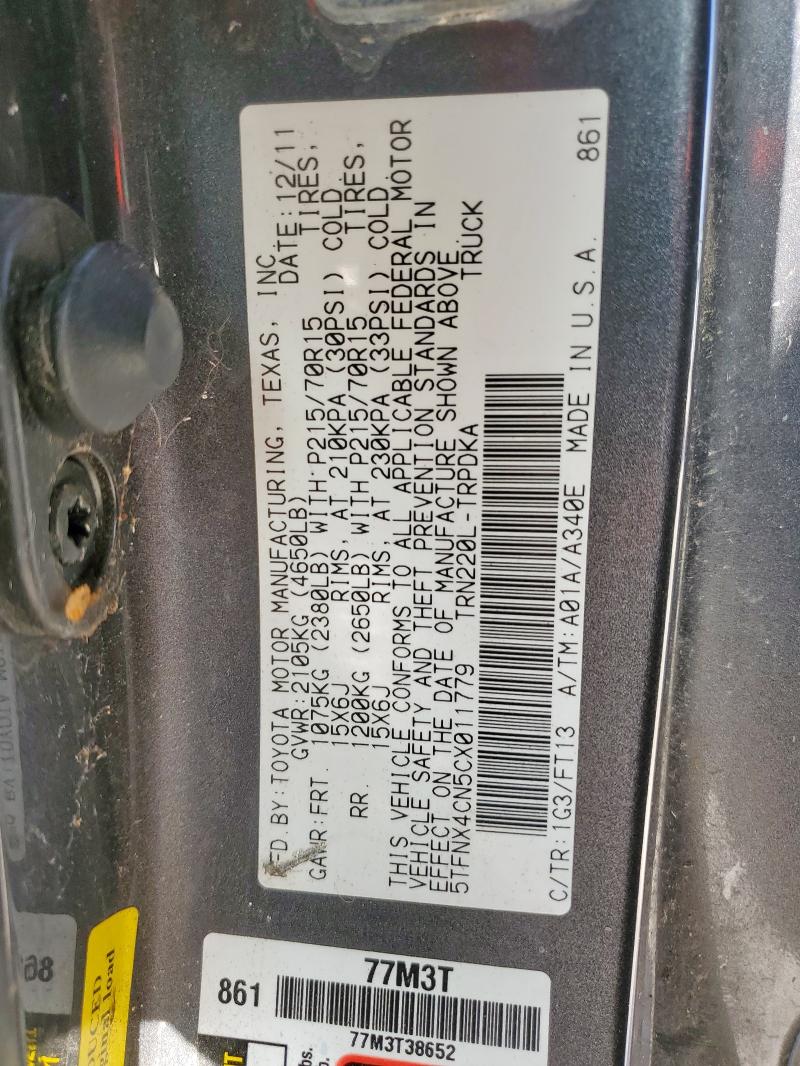 MFD.BY:TOYOTA MOTOR MANUFACTURING, TEXAS, INC.
GVWR:2105KG (4650LB) DATE:12/11
GAWR:FRT. 1075KG (2380LB) WITH:P215/70R15 TIRES,
15X6J RIMS, AT 210KPA (30PSI) COLD
RR. 1200KG (2650LB) WITH P215/70R15 TIRES,
15X6J RIMS, AT 230KPA (33PSI) COLD
THIS VEHICLE CONFORMS TO ALL APPLICABLE FEDERAL MOTOR
VEHICLE SAFETY AND THEFT PREVENTION STANDARDS IN
EFFECT ON THE DATE OF MANUFACTURE SHOWN ABOVE.
5TFNX4CN5CX011779 TRN220L-TRPDKA TRUCK
C/TR:1G3/FT13 A/TM:A01A/A340E MADE IN U.S.A. 861
77M3T
861
77M3T38652